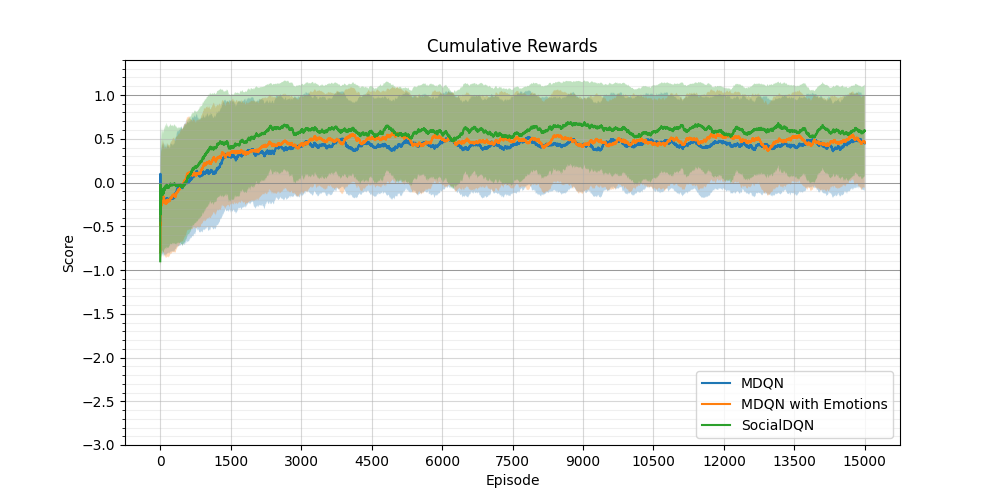 Cumulative Rewards
Score
1.0
0.5
0.0
−0.5
−1.0
−1.5
−2.0
−2.5
−3.0
MDQN
MDQN with Emotions
SocialDQN
0 1500 3000 4500 6000 7500 9000 10500 12000 13500 15000
Episode